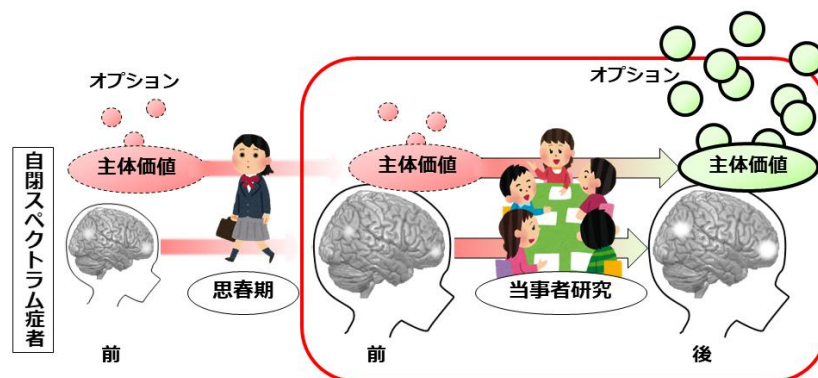 オプション
オプション
自閉スペクトラム症者
主体価値
主体価値
主体価値
思春期
当事者研究
前
前
後